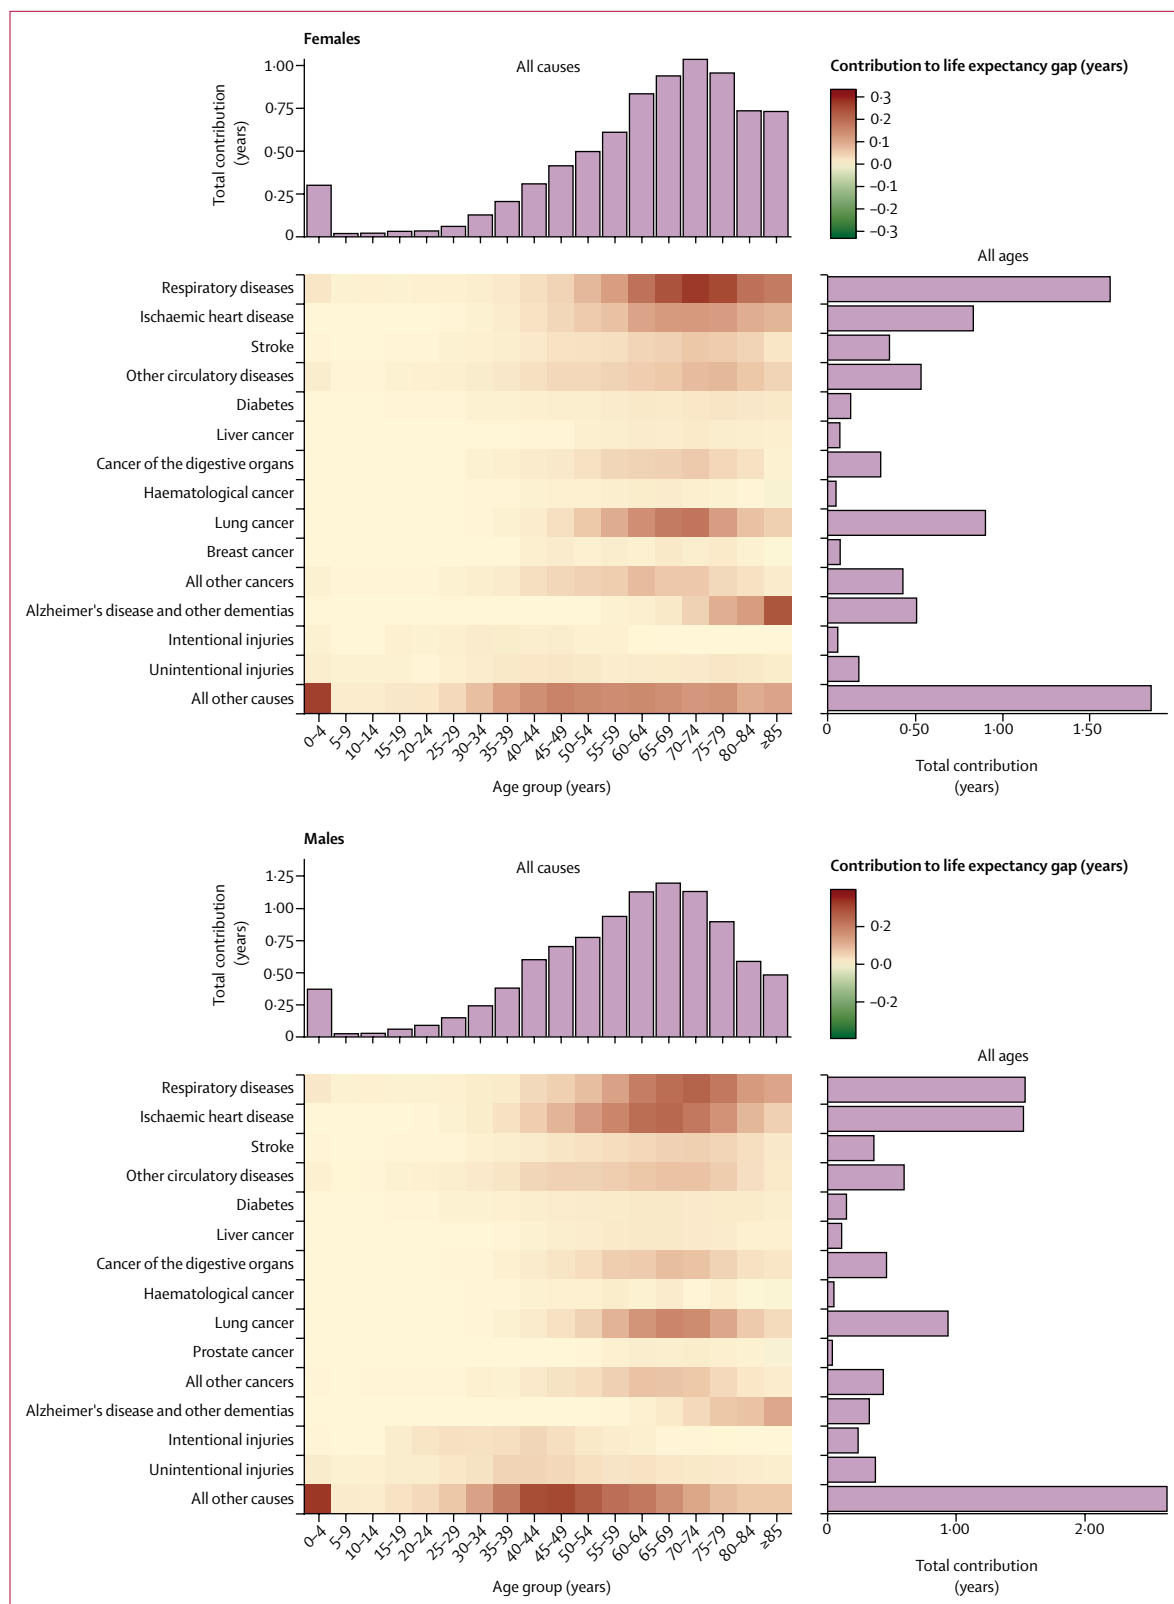 Females
All causes
Total contribution
(years)
1·00
0·75
0·50
0·25
0
Contribution to life expectancy gap (years)
0·3
0·2
0·1
0·0
–0·1
–0·2
–0·3
All ages
Respiratory diseases
Ischaemic heart disease
Stroke
Other circulatory diseases
Diabetes
Liver cancer
Cancer of the digestive organs
Haematological cancer
Lung cancer
Breast cancer
All other cancers
Alzheimer's disease and other dementias
Intentional injuries
Unintentional injuries
All other causes
0–4
5–9
10–14
15–19
20–24
25–29
30–34
35–39
40–44
45–49
50–54
55–59
60–64
65–69
70–74
75–79
80–84
≥85
Age group (years)
0
0·50
1·00
1·50
Total contribution
(years)
Males
All causes
Total contribution
(years)
1·25
1·00
0·75
0·50
0·25
0
Contribution to life expectancy gap (years)
0·2
0·0
–0·2
All ages
Respiratory diseases
Ischaemic heart disease
Stroke
Other circulatory diseases
Diabetes
Liver cancer
Cancer of the digestive organs
Haematological cancer
Lung cancer
Prostate cancer
All other cancers
Alzheimer's disease and other dementias
Intentional injuries
Unintentional injuries
All other causes
0–4
5–9
10–14
15–19
20–24
25–29
30–34
35–39
40–44
45–49
50–54
55–59
60–64
65–69
70–74
75–79
80–84
≥85
Age group (years)
0
1·00
2·00
Total contribution
(years)